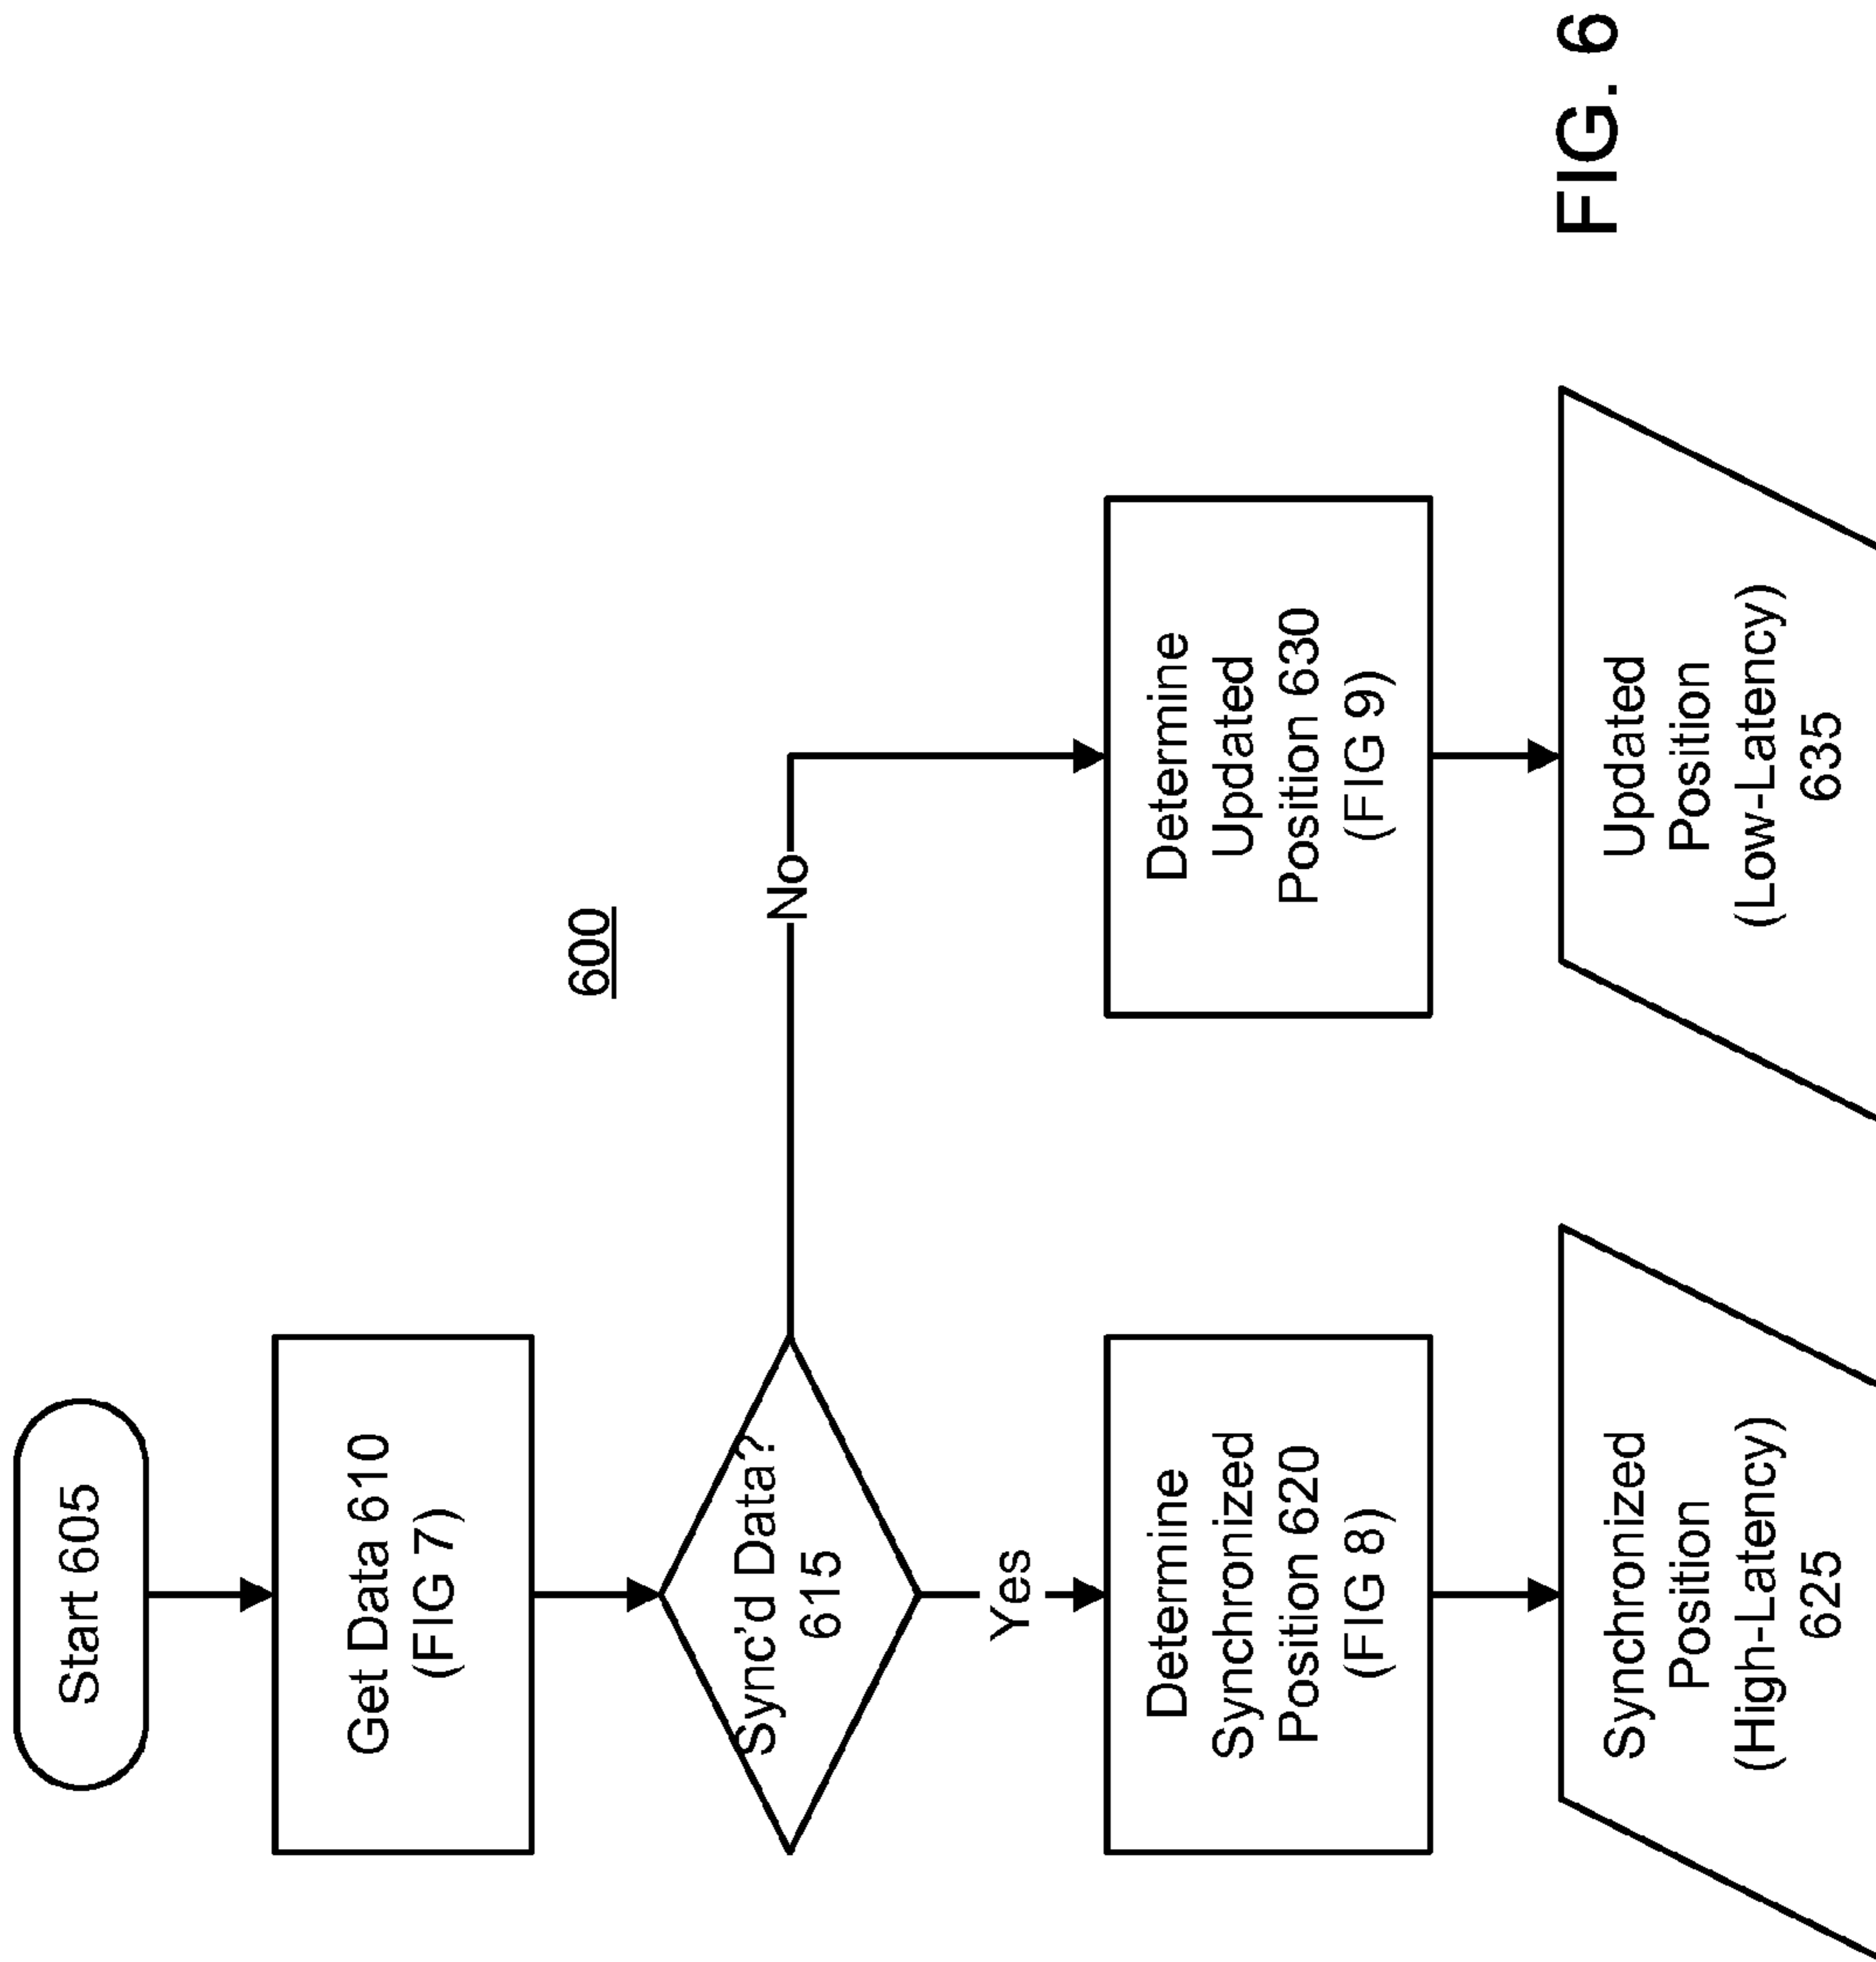 Start 605
Get Data 610
(FIG 7)
600
Sync'd Data?
615
No
Yes
Determine
Synchronized
Position 620
(FIG 8)
Determine
Updated
Position 630
(FIG 9)
Synchronized
Position
(High-Latency)
625
Updated
Position
(Low-Latency)
635
FIG. 6